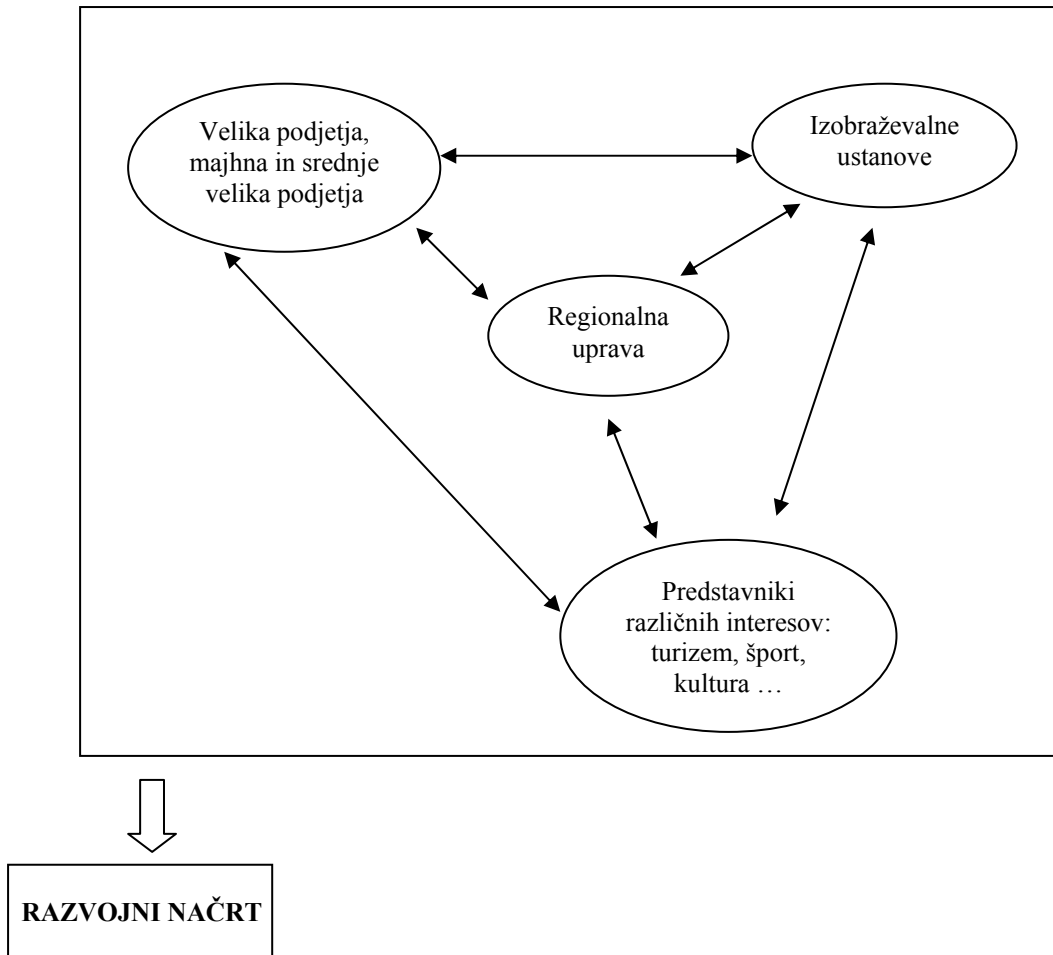 Velika podjetja,
majhna in srednje
velika podjetja
Izobraževalne
ustanove
Regionalna
uprava
Predstavniki
različnih interesov:
turizem, šport,
kultura …
RAZVOJNI NAČRT